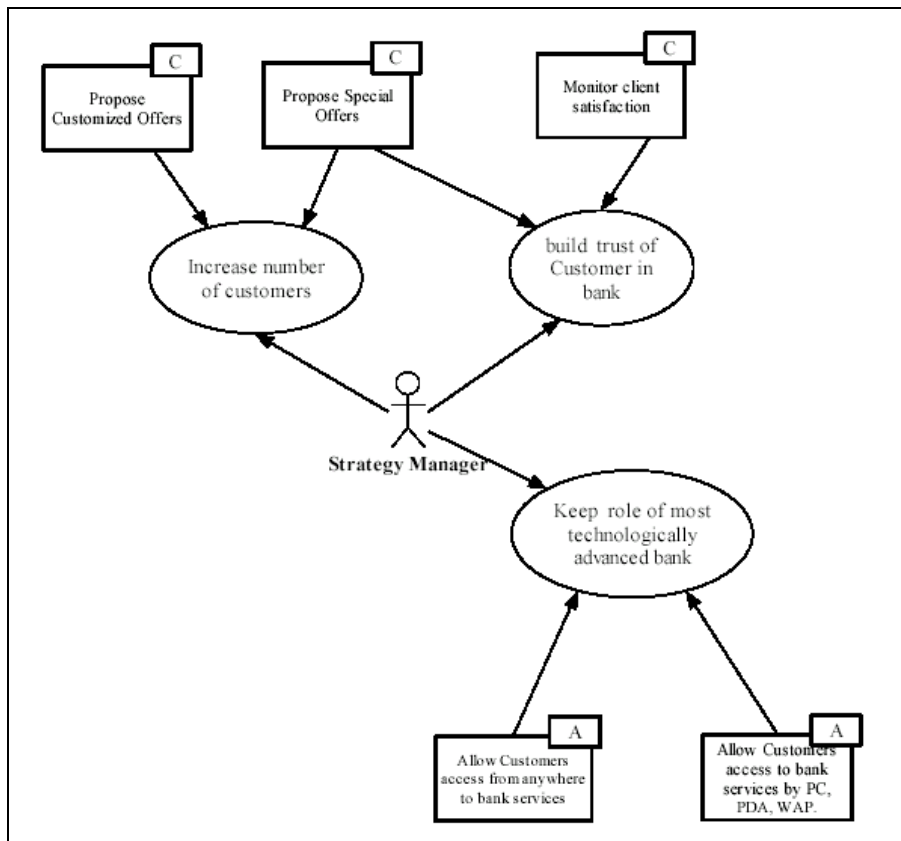 C
Propose
Customized Offers
C
Propose Special
Offers
C
Monitor client
satisfaction
Increase number
of customers
build trust of
Customer in
bank
Strategy Manager
Keep role of most
technologically
advanced bank
A
Allow Customers
access from anywhere
to bank services
A
Allow Customers
access to bank
services by PC,
PDA, WAP.